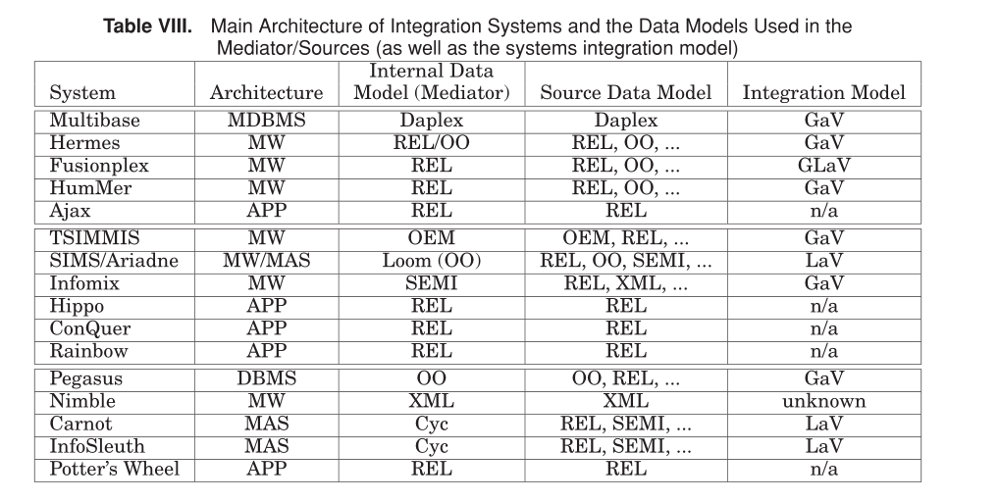 Table VIII. Main Architecture of Integration Systems and the Data Models Used in the
Mediator/Sources (as well as the systems integration model)
System Architecture Internal Data Model (Mediator) Source Data Model Integration Model
Multibase MDBMS Daplex Daplex GaV
Hermes MW REL/OO REL, OO, ... GaV
Fusionplex MW REL REL, OO, ... GLaV
HumMer MW REL REL, OO, ... GaV
Ajax APP REL REL n/a
TSIMMIS MW OEM OEM, REL, ... GaV
SIMS/Ariadne MW/MAS Loom (OO) REL, OO, SEMI, ... LaV
Infomix MW SEMI REL, XML, ... GaV
Hippo APP REL REL n/a
ConQuer APP REL REL n/a
Rainbow APP REL REL n/a
Pegasus DBMS OO OO, REL, ... GaV
Nimble MW XML XML unknown
Carnot MAS Cyc REL, SEMI, ... LaV
InfoSleuth MAS Cyc REL, SEMI, ... LaV
Potter's Wheel APP REL REL n/a